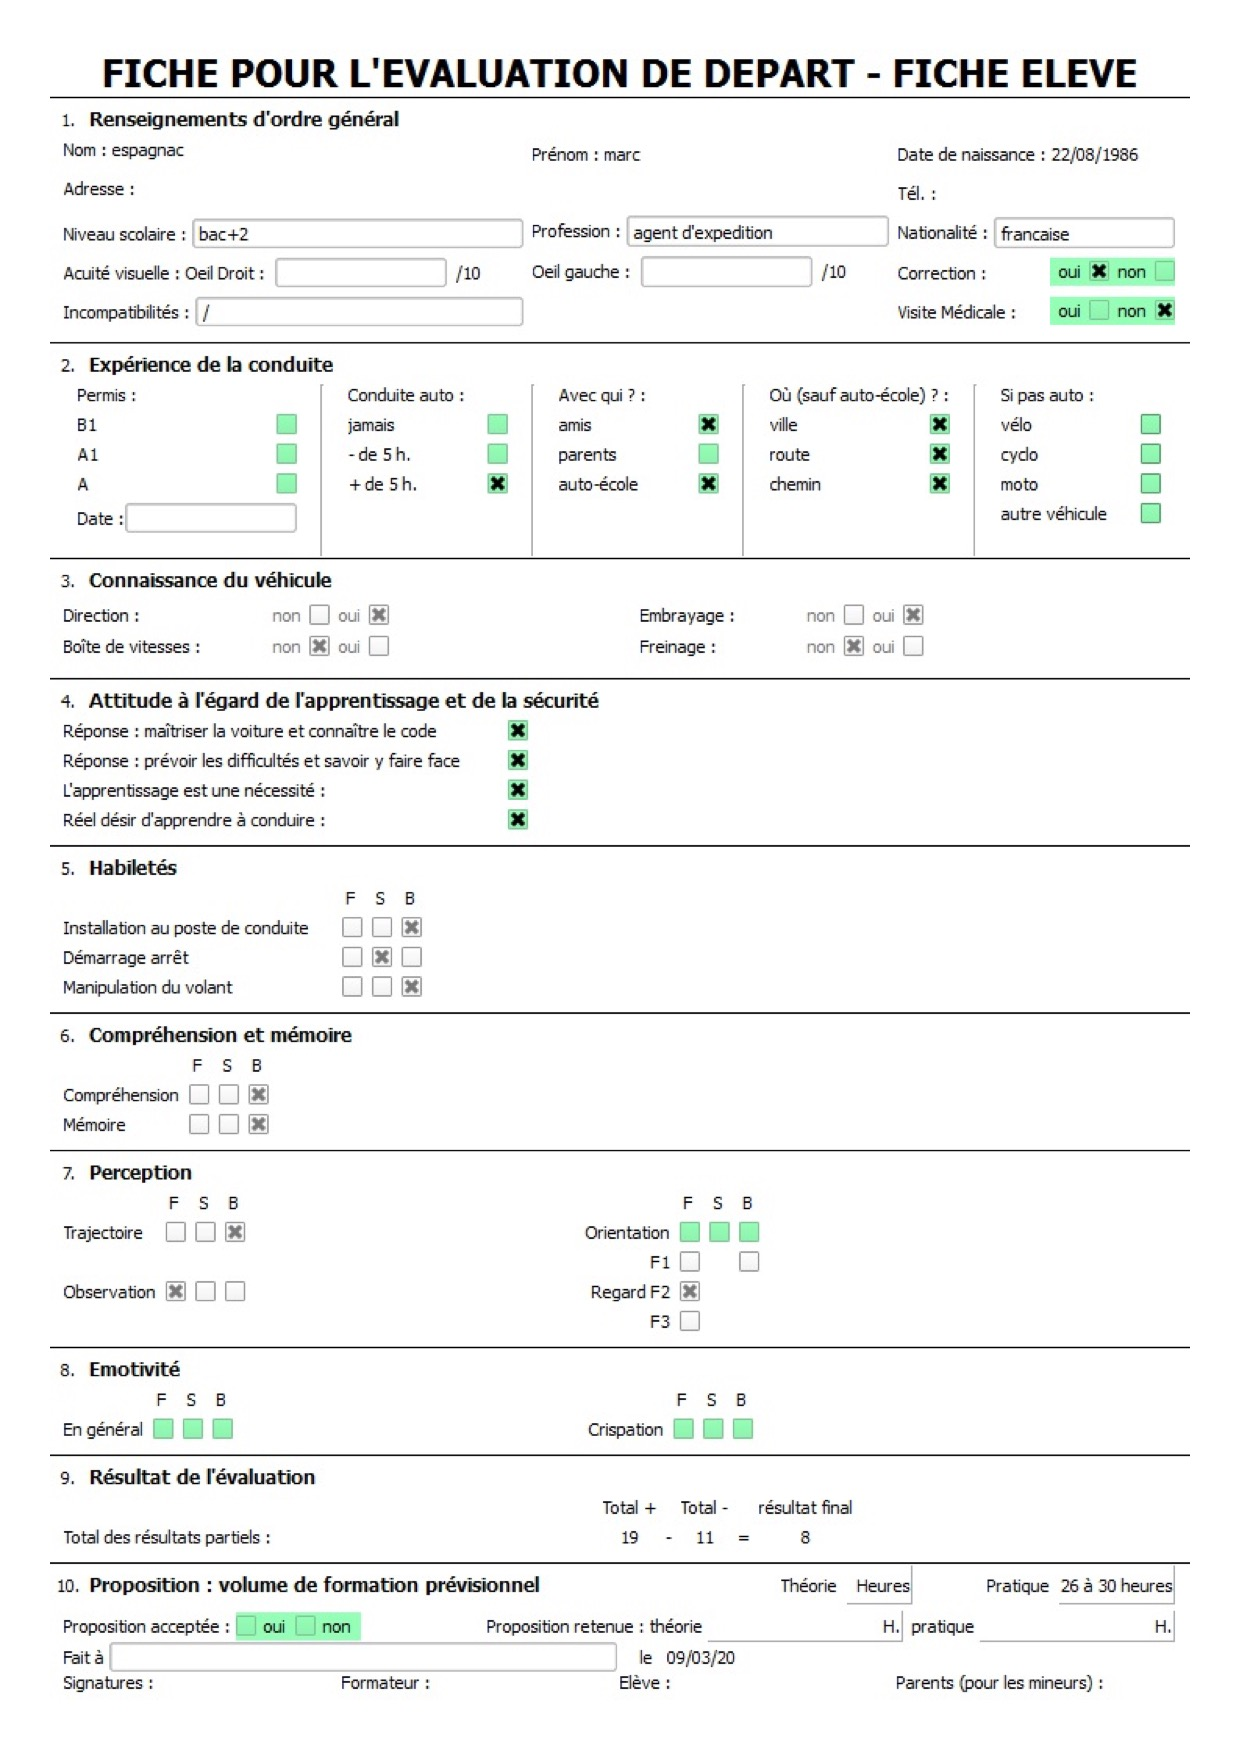 FICHE POUR L'EVALUATION DE DEPART - FICHE ELEVE
1. Renseignements d'ordre général
Nom : espagnac Prénom : marc Date de naissance : 22/08/1986
Adresse : Tél. :
Niveau scolaire : bac+2 Profession : agent d'expedition Nationalité : francaise
Acuité visuelle : Oeil Droit : /10 Oeil gauche : /10 Correction : oui ✖ non
Incompatibilités : / Visite Médicale : oui non ✖
2. Expérience de la conduite
Permis : Conduite auto : Avec qui ? : Où (sauf auto-école) ? : Si pas auto :
B1 jamais amis ✖ ville ✖ vélo
A1 - de 5 h. parents route ✖ cyclo
A + de 5 h. ✖ auto-école ✖ chemin ✖ moto
Date : autre véhicule
3. Connaissance du véhicule
Direction : non oui ✖ Embrayage : non oui ✖
Boîte de vitesses : non ✖ oui Freinage : non ✖ oui
4. Attitude à l'égard de l'apprentissage et de la sécurité
Réponse : maîtriser la voiture et connaître le code ✖
Réponse : prévoir les difficultés et savoir y faire face ✖
L'apprentissage est une nécessité : ✖
Réel désir d'apprendre à conduire : ✖
5. Habiletés
F S B
Installation au poste de conduite ✖
Démarrage arrêt ✖
Manipulation du volant ✖
6. Compréhension et mémoire
F S B
Compréhension ✖
Mémoire ✖
7. Perception
F S B F S B
Trajectoire ✖ Orientation
F1
Observation ✖ Regard F2 ✖
F3
8. Emotivité
F S B F S B
En général Crispation
9. Résultat de l'évaluation
Total + Total - résultat final
Total des résultats partiels : 19 - 11 = 8
10. Proposition : volume de formation prévisionnel Théorie Heures Pratique 26 à 30 heures
Proposition acceptée : oui non Proposition retenue : théorie H. pratique H.
Fait à le 09/03/20
Signatures : Formateur : Elève : Parents (pour les mineurs) :